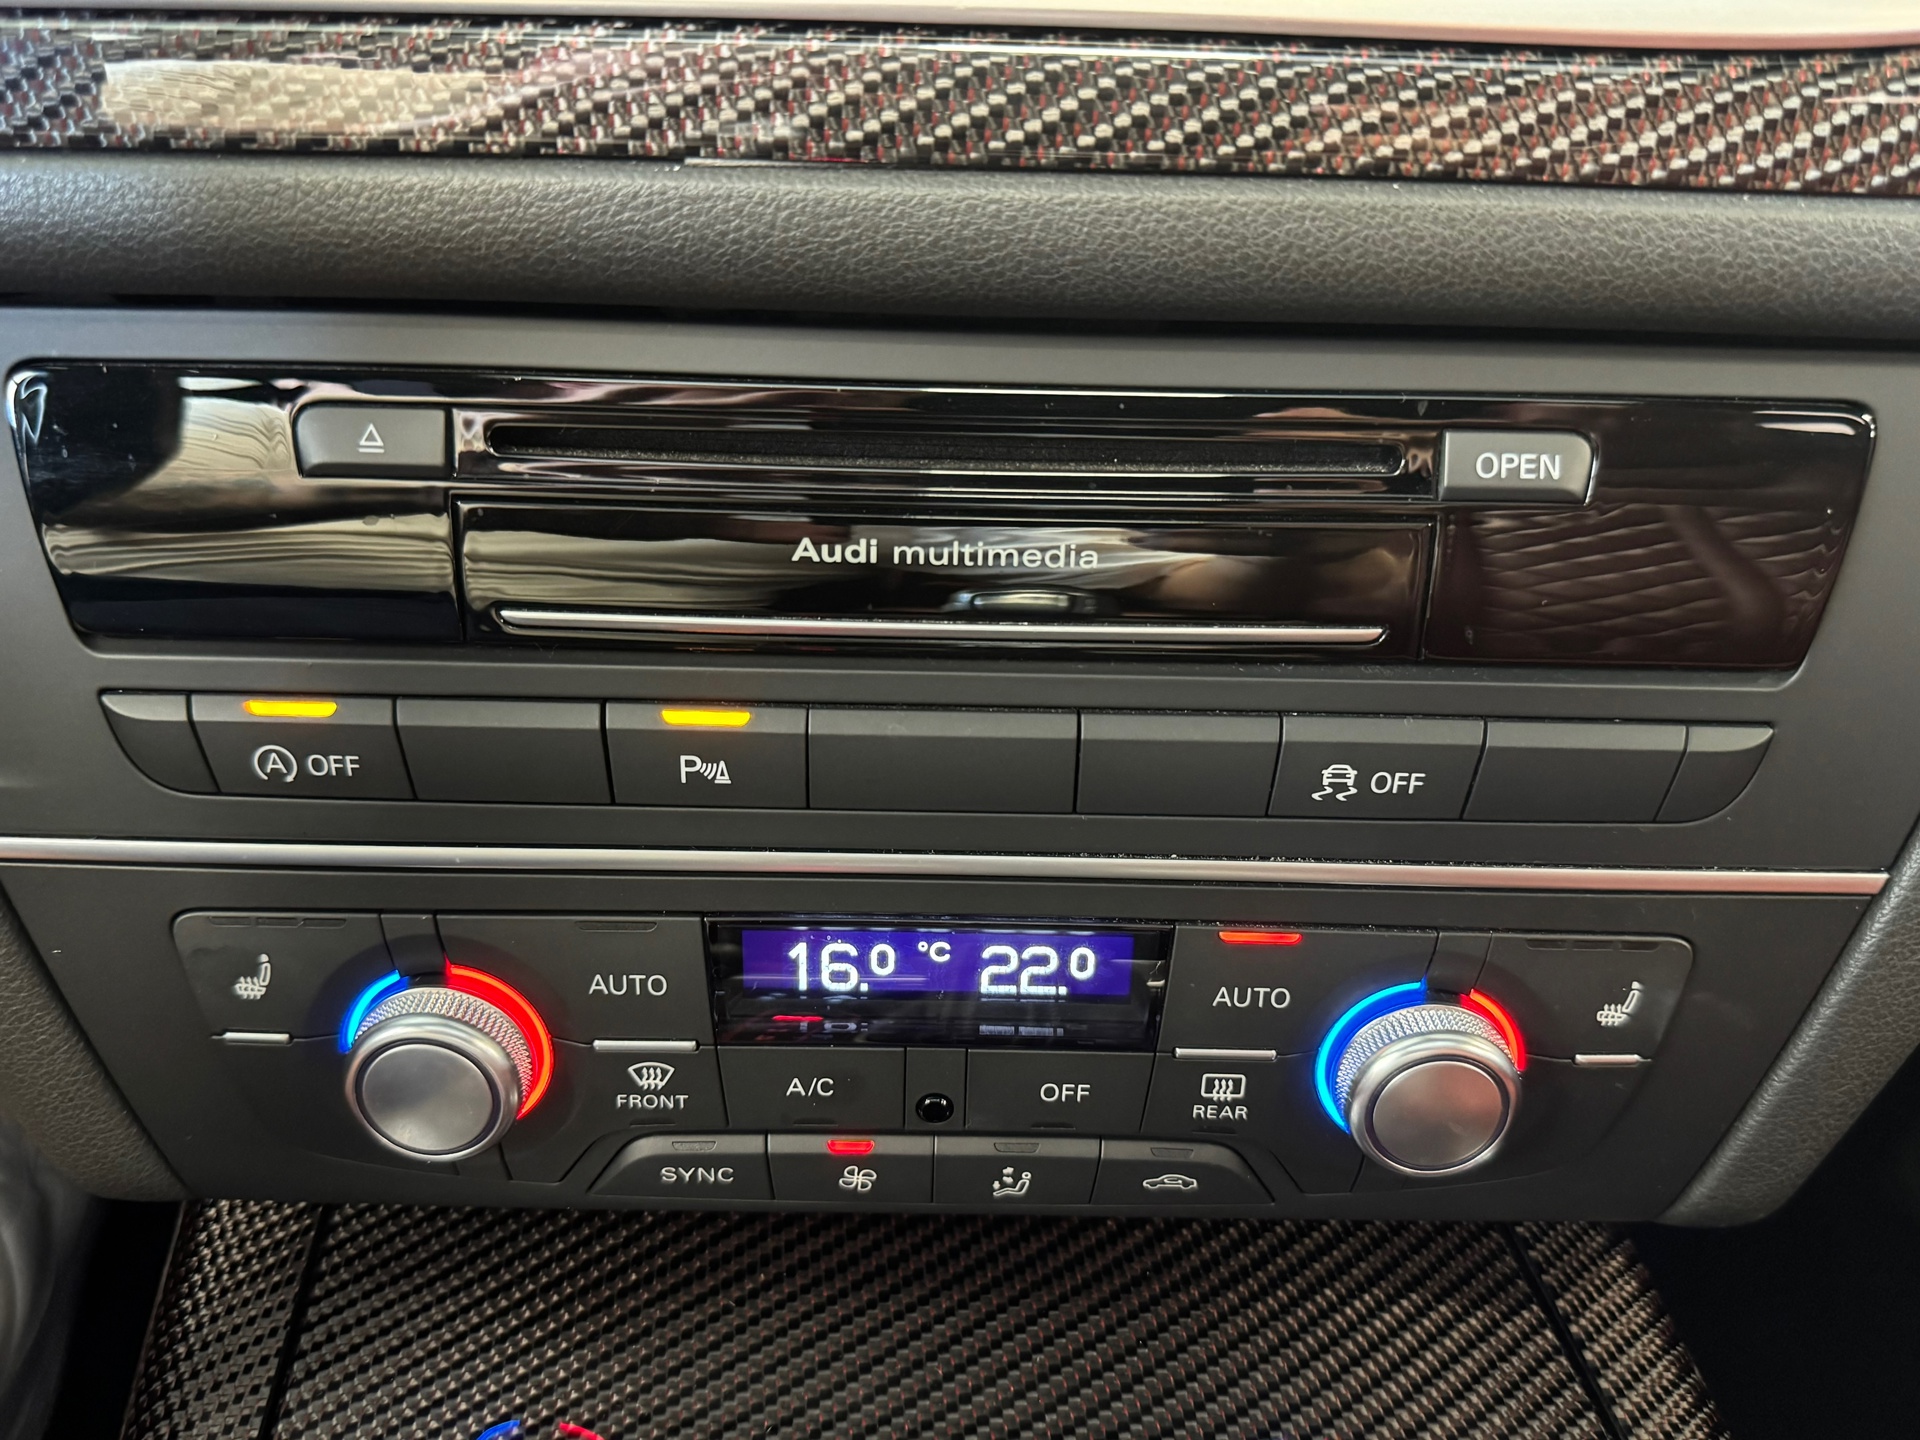 OPEN
Audi multimedia
A OFF
P
OFF
AUTO
16.0 °C 22.0
AUTO
FRONT
A/C
OFF
REAR
SYNC